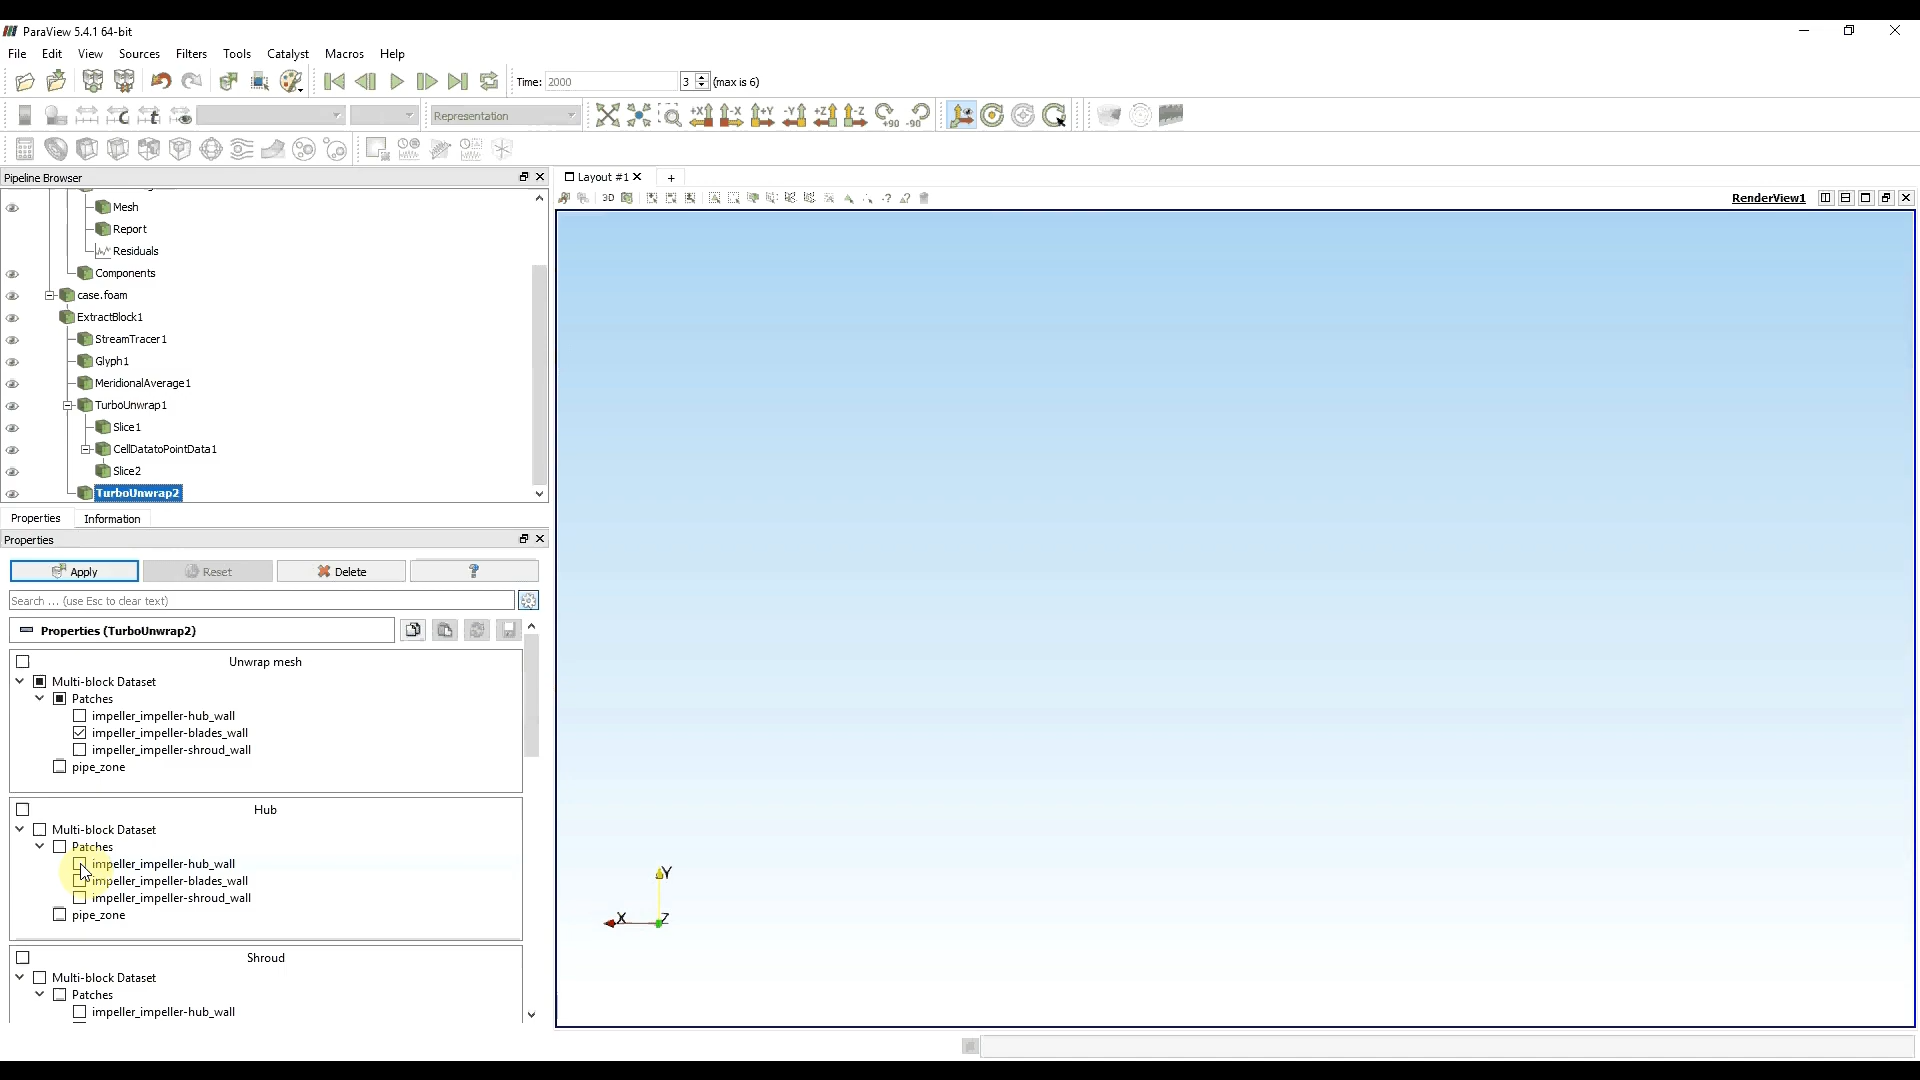 ParaView 5.4.1 64-bit
File Edit View Sources Filters Tools Catalyst Macros Help
Time: 2000 3 (max is 6)
Representation +X -X +Y -Y +Z -Z +90 -90
Pipeline Browser
Layout #1 +
3D RenderView1
Mesh
Report
Residuals
Components
case.foam
ExtractBlock1
StreamTracer1
Glyph1
MeridionalAverage1
TurboUnwrap1
Slice1
CellDatatoPointData1
Slice2
TurboUnwrap2
Properties Information
Properties
Apply Reset Delete ?
Search ... (use Esc to clear text)
Properties (TurboUnwrap2)
Unwrap mesh
Multi-block Dataset
Patches
impeller_impeller-hub_wall
impeller_impeller-blades_wall
impeller_impeller-shroud_wall
pipe_zone
Hub
Multi-block Dataset
Patches
impeller_impeller-hub_wall
impeller_impeller-blades_wall
impeller_impeller-shroud_wall
pipe_zone
Shroud
Multi-block Dataset
Patches
impeller_impeller-hub_wall
Y
X Z